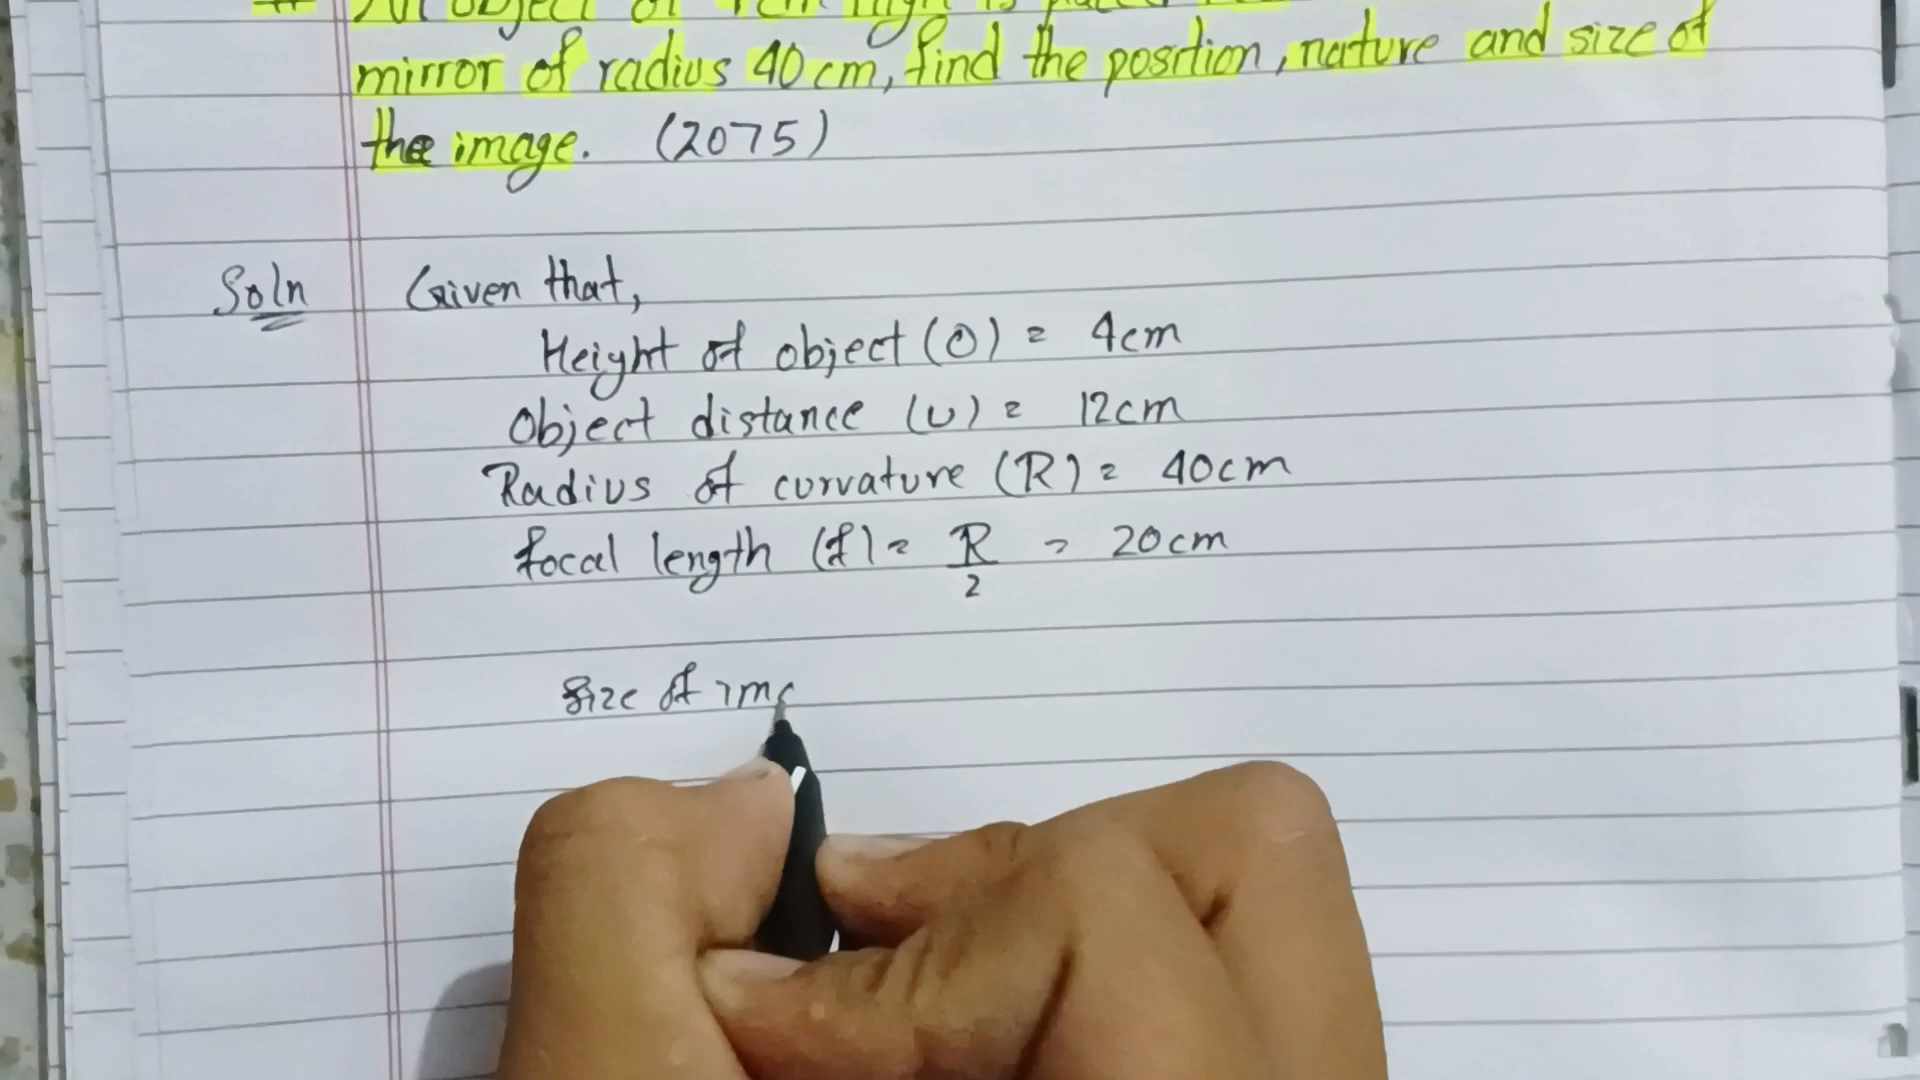 mirror of radius 40 cm, find the position, nature and size of
the image. (2075)
Soln Given that,
Height of object (O) = 4cm
Object distance (u) = 12cm
Radius of curvature (R) = 40cm
focal length (f) = R/2 = 20cm
Size of